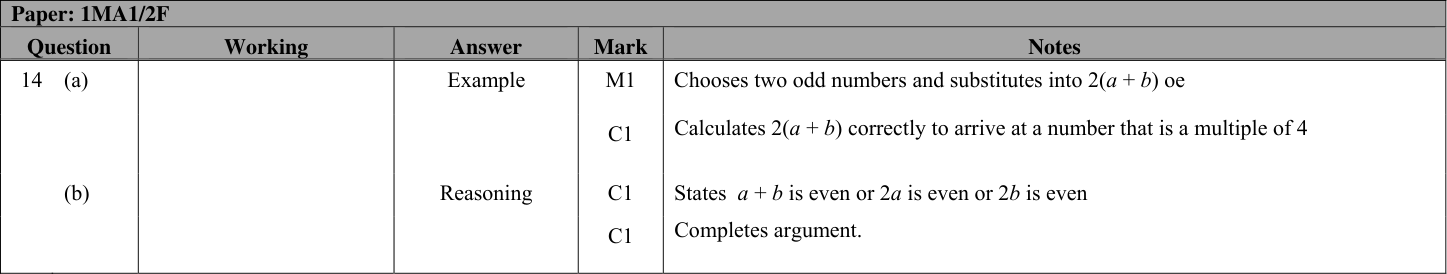 Paper: 1MA1/2F
Question Working Answer Mark Notes
14 (a) Example M1 Chooses two odd numbers and substitutes into 2(a + b) oe
C1 Calculates 2(a + b) correctly to arrive at a number that is a multiple of 4
(b) Reasoning C1 States a + b is even or 2a is even or 2b is even
C1 Completes argument.